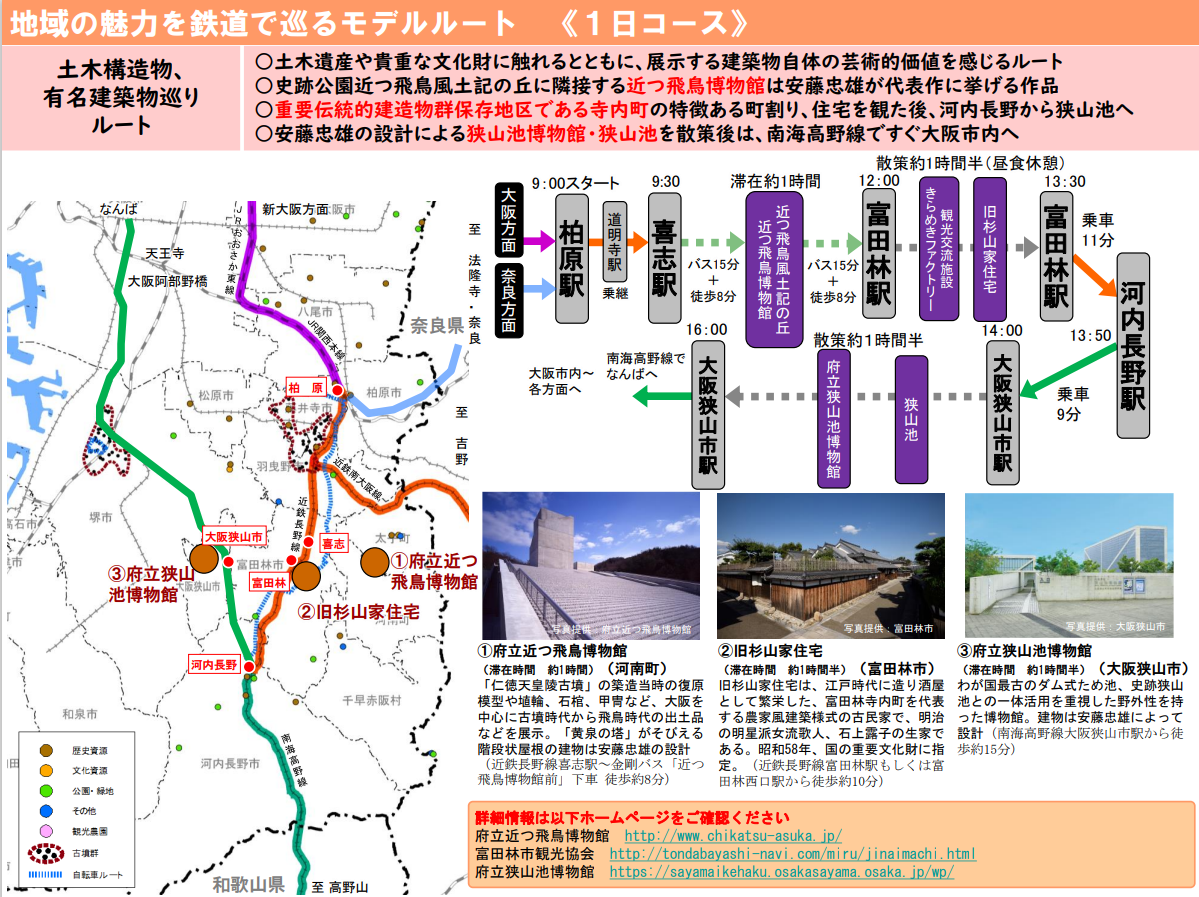 地域の魅力を鉄道で巡るモデルルート 《１日コース》
土木構造物、
有名建築物巡り
ルート
○土木遺産や貴重な文化財に触れるとともに、展示する建築物自体の芸術的価値を感じるルート
○史跡公園近つ飛鳥風土記の丘に隣接する近つ飛鳥博物館は安藤忠雄が代表作に挙げる作品
○重要伝統的建造物群保存地区である寺内町の特徴ある町割り、住宅を観た後、河内長野から狭山池へ
○安藤忠雄の設計による狭山池博物館・狭山池を散策後は、南海高野線ですぐ大阪市内へ
大阪方面
奈良方面
9:00スタート
柏原駅
道明寺駅
乗継
9:30
喜志駅
バス15分
＋
徒歩8分
滞在約1時間
近つ飛鳥風土記の丘
近つ飛鳥博物館
バス15分
＋
徒歩8分
12:00
富田林駅
散策約1時間半（昼食休憩）
観光交流施設
きらめきファクトリー
旧杉山家住宅
13:30
富田林駅
乗車
11分
河内長野駅
13:50
乗車
9分
14:00
大阪狭山市駅
散策約1時間半
狭山池
府立狭山池博物館
16:00
大阪狭山市駅
南海高野線で
なんばへ
大阪市内～
各方面へ
なんば
新大阪方面
大阪市
JRおおさか東線
天王寺
大阪阿部野橋
八尾市
JR関西本線
奈良県
至 法隆寺・奈良
柏 原
柏原市
松原市
井寺市
至 吉野
羽曳野
近鉄南大阪線
近鉄長野線
堺市
高石市
大阪狭山市
喜志
太子町
①府立近つ
飛鳥博物館
富田林市
富田林
③府立狭山
池博物館
大阪狭山市
②旧杉山家住宅
河南町
河内長野
千早赤阪村
和泉市
河内長野市
南海高野線
和歌山県
至 高野山
歴史資源
文化資源
公園・緑地
その他
観光農園
古墳群
自転車ルート
写真提供：府立近つ飛鳥博物館
写真提供：富田林市
写真提供：大阪狭山市
①府立近つ飛鳥博物館
（滞在時間 約1時間）（河南町）
「仁徳天皇陵古墳」の築造当時の復原
模型や埴輪、石棺、甲冑など、大阪を
中心に古墳時代から飛鳥時代の出土品
などを展示。「黄泉の塔」がそびえる
階段状屋根の建物は安藤忠雄の設計
（近鉄長野線喜志駅～金剛バス「近つ
飛鳥博物館前」下車 徒歩約8分）
②旧杉山家住宅
（滞在時間 約1時間半）（富田林市）
旧杉山家住宅は、江戸時代に造り酒屋
として繁栄した、富田林寺内町を代表
する農家風建築様式の古民家で、明治
の明星派女流歌人、石上露子の生家で
ある。昭和58年、国の重要文化財に指
定。（近鉄長野線富田林駅もしくは富
田林西口駅から徒歩約10分）
③府立狭山池博物館
（滞在時間 約1時間半）（大阪狭山市）
わが国最古のダム式ため池、史跡狭山
池との一体活用を重視した野外性を持
った博物館。建物は安藤忠雄によって
設計（南海高野線大阪狭山市駅から徒
歩約15分）
詳細情報は以下ホームページをご確認ください
府立近つ飛鳥博物館 http://www.chikatsu-asuka.jp/
富田林市観光協会 http://tondabayashi-navi.com/miru/jinaimachi.html
府立狭山池博物館 https://sayamaikehaku.osakasayama.osaka.jp/wp/